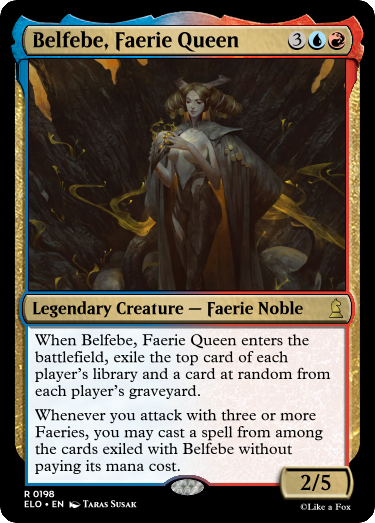 Belfebe, Faerie Queen 3
Legendary Creature — Faerie Noble
When Belfebe, Faerie Queen enters the
battlefield, exile the top card of each
player's library and a card at random from
each player's graveyard.
Whenever you attack with three or more
Faeries, you may cast a spell from among
the cards exiled with Belfebe without
paying its mana cost.
2/5
R 0198
ELO • EN Taras Susak
©Like a Fox